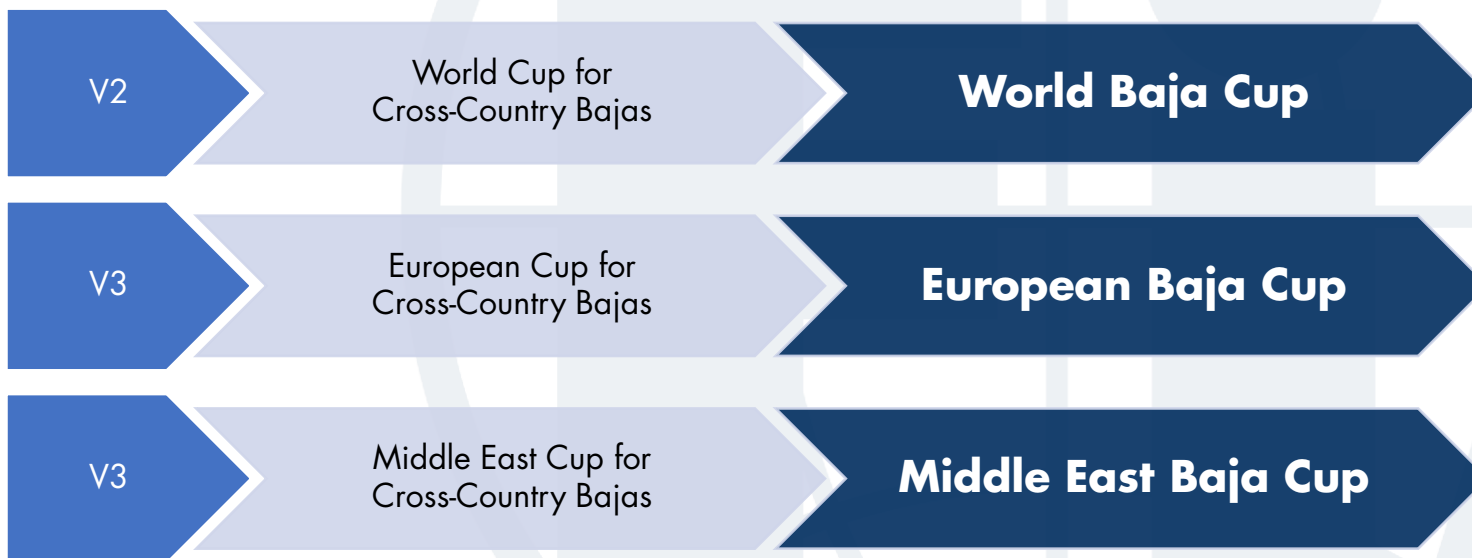 V2
World Cup for
Cross-Country Bajas
World Baja Cup
V3
European Cup for
Cross-Country Bajas
European Baja Cup
V3
Middle East Cup for
Cross-Country Bajas
Middle East Baja Cup